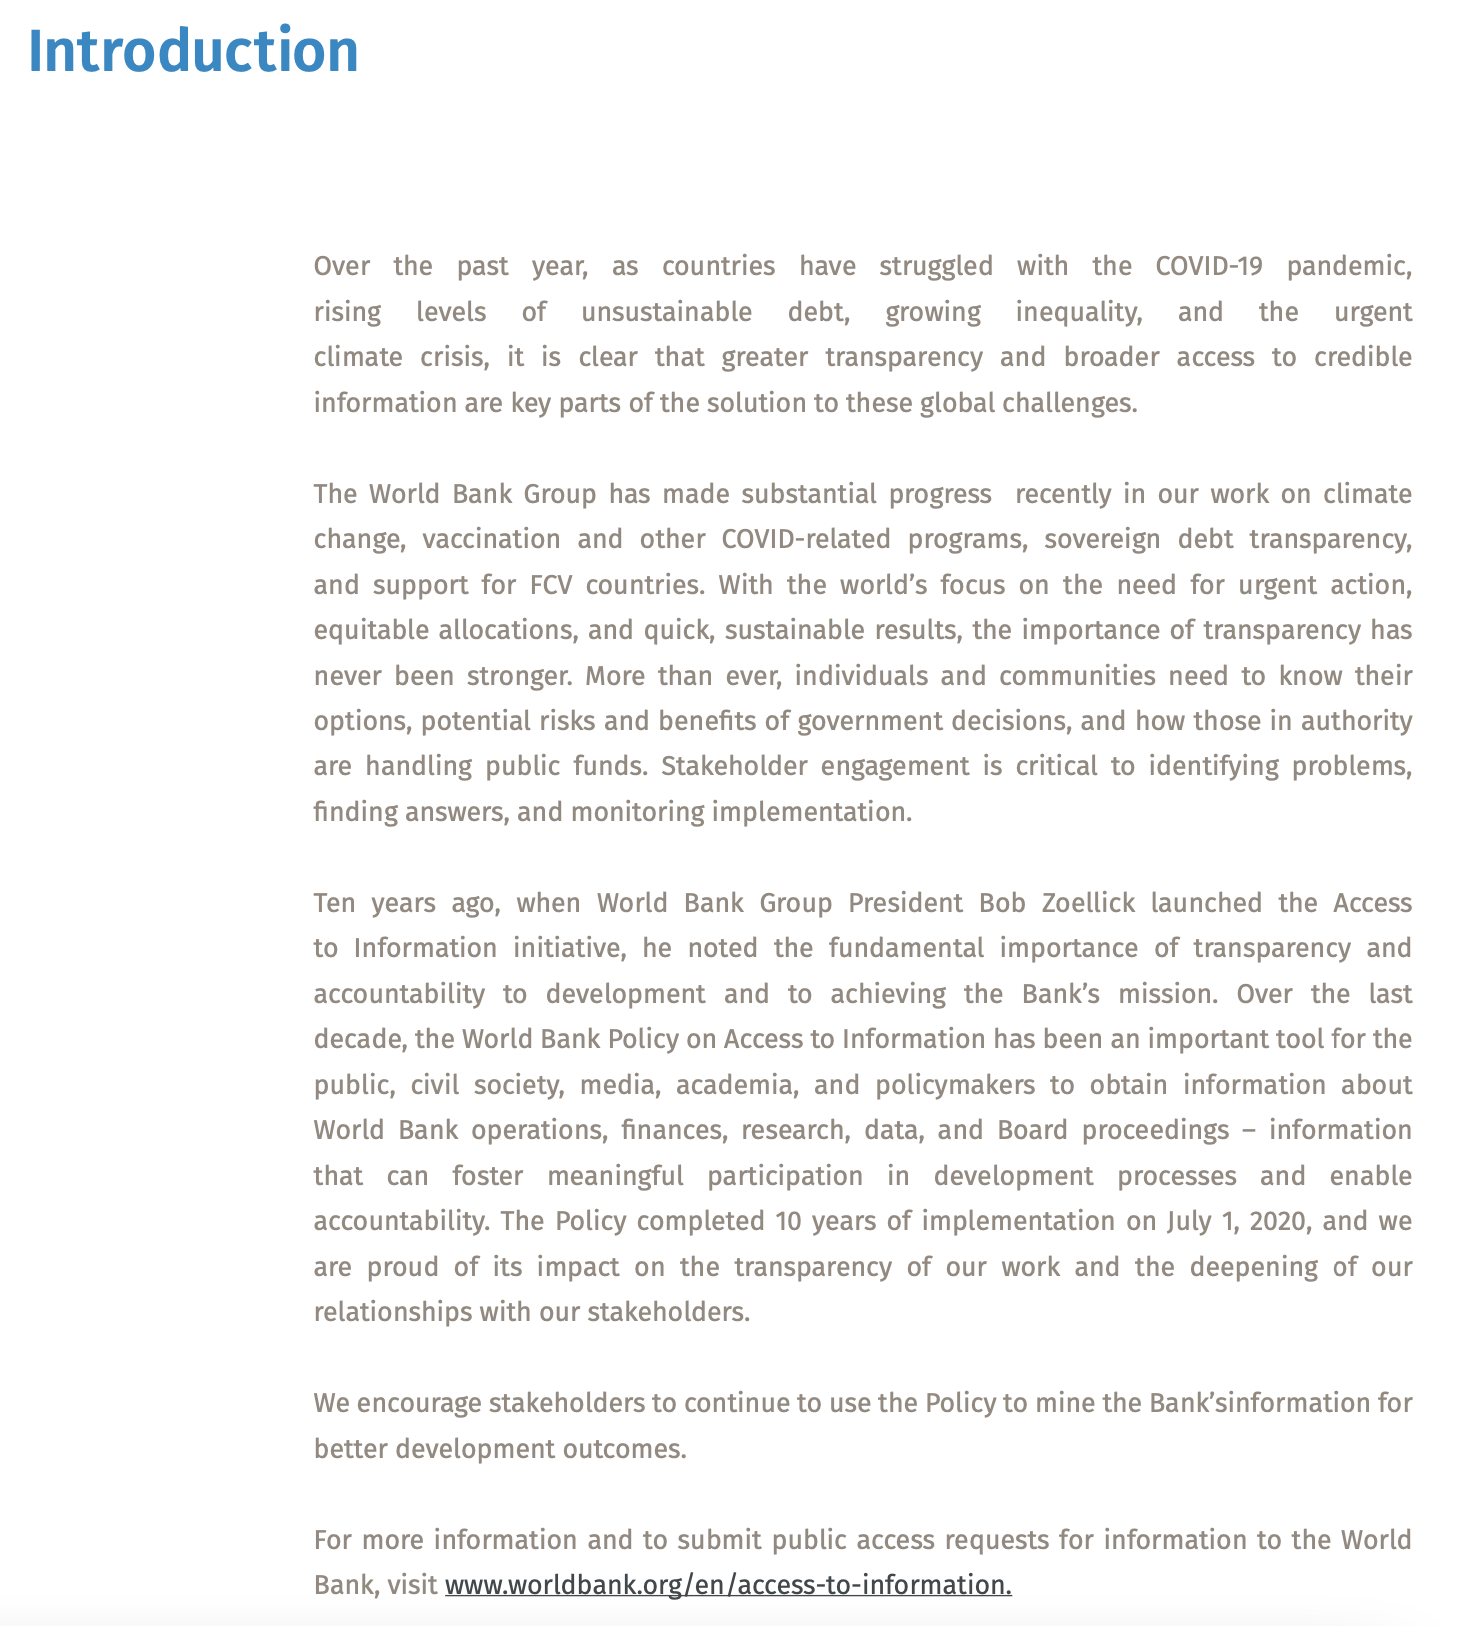 Introduction
Over the past year, as countries have struggled with the COVID-19 pandemic,
rising levels of unsustainable debt, growing inequality, and the urgent
climate crisis, it is clear that greater transparency and broader access to credible
information are key parts of the solution to these global challenges.
The World Bank Group has made substantial progress  recently in our work on climate
change, vaccination and other COVID-related programs, sovereign debt transparency,
and support for FCV countries. With the world’s focus on the need for urgent action,
equitable allocations, and quick, sustainable results, the importance of transparency has
never been stronger. More than ever, individuals and communities need to know their
options, potential risks and benefits of government decisions, and how those in authority
are handling public funds. Stakeholder engagement is critical to identifying problems,
finding answers, and monitoring implementation.
Ten years ago, when World Bank Group President Bob Zoellick launched the Access
to Information initiative, he noted the fundamental importance of transparency and
accountability to development and to achieving the Bank’s mission. Over the last
decade, the World Bank Policy on Access to Information has been an important tool for the
public, civil society, media, academia, and policymakers to obtain information about
World Bank operations, finances, research, data, and Board proceedings – information
that can foster meaningful participation in development processes and enable
accountability. The Policy completed 10 years of implementation on July 1, 2020, and we
are proud of its impact on the transparency of our work and the deepening of our
relationships with our stakeholders.
We encourage stakeholders to continue to use the Policy to mine the Bank’sinformation for
better development outcomes.
For more information and to submit public access requests for information to the World
Bank, visit www.worldbank.org/en/access-to-information.